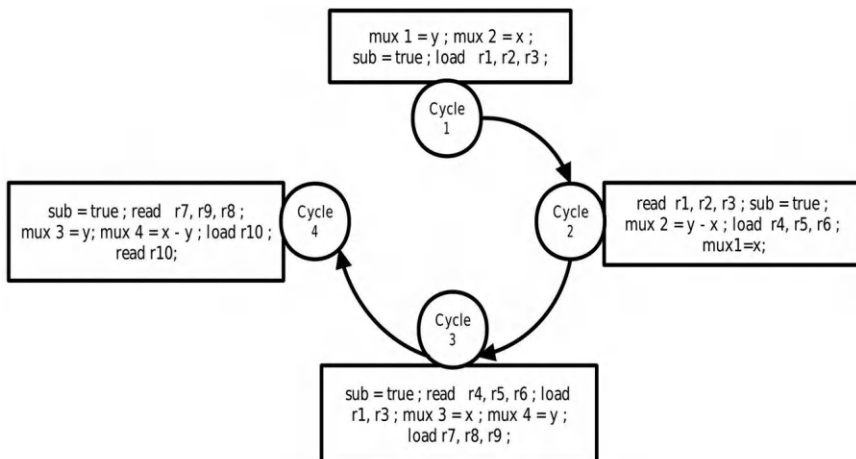 mux 1 = y ; mux 2 = x ;
sub = true ; load r1, r2, r3 ;
Cycle
1
read r1, r2, r3 ; sub = true ;
mux 2 = y - x ; load r4, r5, r6 ;
mux1=x;
Cycle
2
Cycle
3
sub = true ; read r4, r5, r6 ; load
r1, r3 ; mux 3 = x ; mux 4 = y ;
load r7, r8, r9 ;
sub = true ; read r7, r9, r8 ;
mux 3 = y; mux 4 = x - y ; load r10 ;
read r10;
Cycle
4